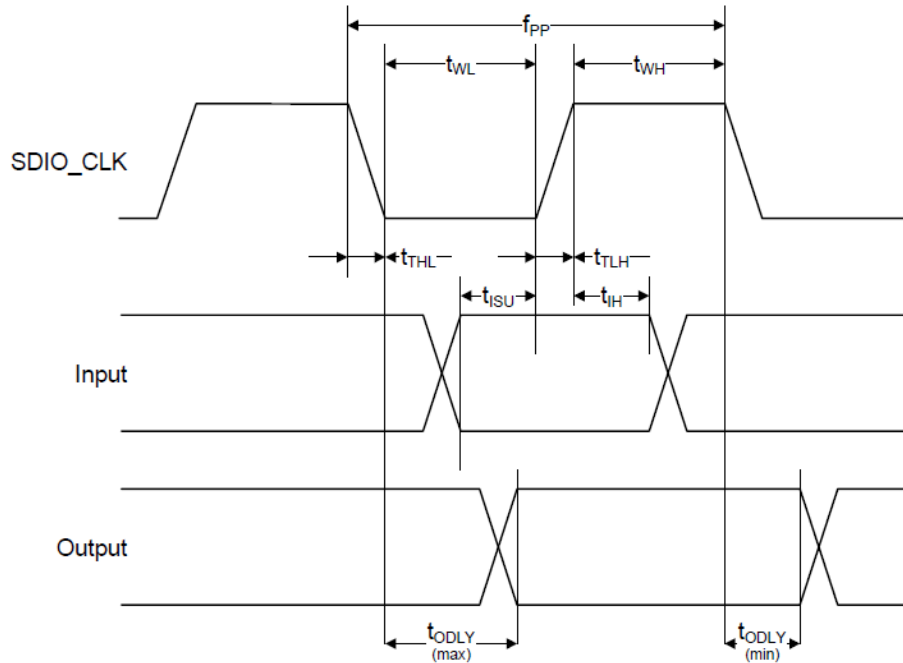 fPP
tWL
tWH
SDIO_CLK
tTHL
tTLH
tISU
tIH
Input
Output
tODLY
(max)
tODLY
(min)